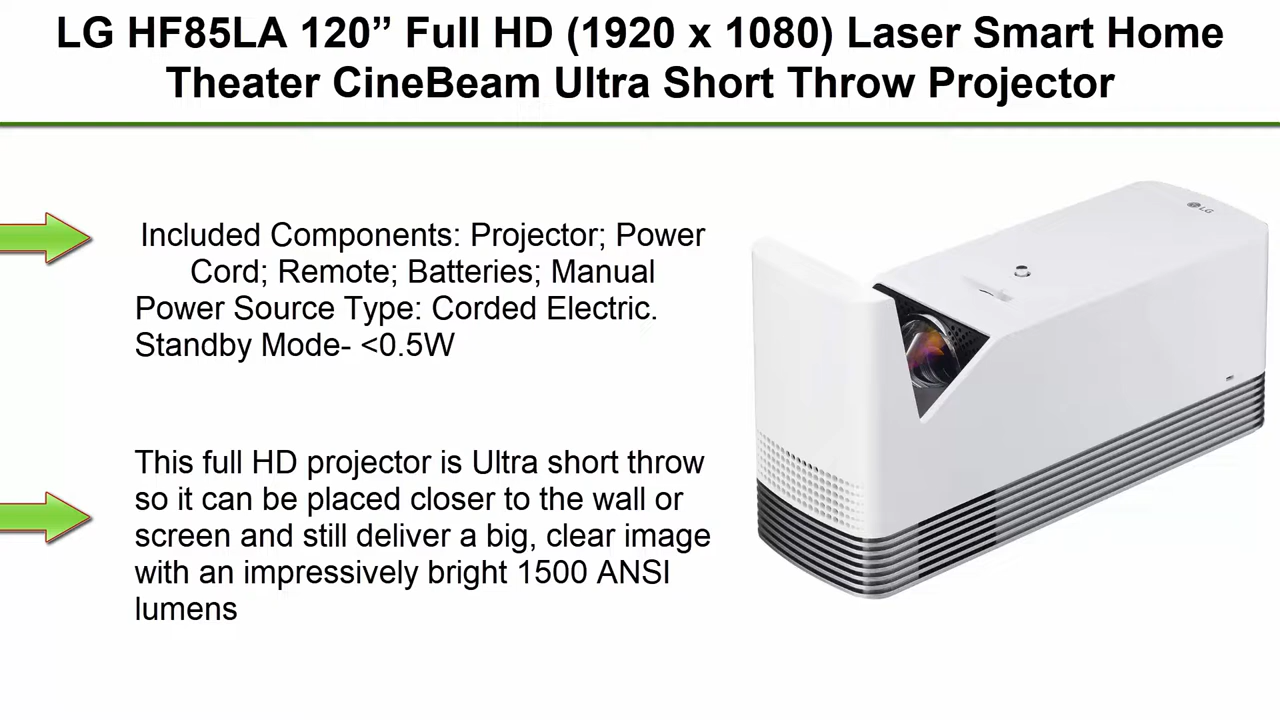 LG HF85LA 120” Full HD (1920 x 1080) Laser Smart Home
Theater CineBeam Ultra Short Throw Projector
Included Components: Projector; Power
Cord; Remote; Batteries; Manual
Power Source Type: Corded Electric.
Standby Mode- <0.5W
This full HD projector is Ultra short throw
so it can be placed closer to the wall or
screen and still deliver a big, clear image
with an impressively bright 1500 ANSI
lumens
LG